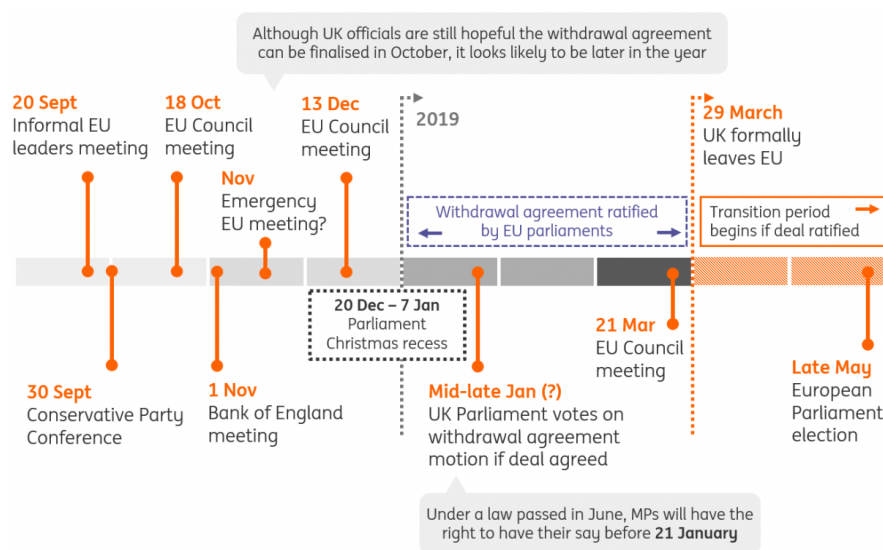 Although UK officials are still hopeful the withdrawal agreement
can be finalised in October, it looks likely to be later in the year
20 Sept
Informal EU
leaders meeting
18 Oct
EU Council
meeting
Nov
Emergency
EU meeting?
13 Dec
EU Council
meeting
2019
29 March
UK formally
leaves EU
Withdrawal agreement ratified
by EU parliaments
Transition period
begins if deal ratified
20 Dec – 7 Jan
Parliament
Christmas recess
30 Sept
Conservative Party
Conference
1 Nov
Bank of England
meeting
Mid-late Jan (?)
UK Parliament votes on
withdrawal agreement
motion if deal agreed
21 Mar
EU Council
meeting
Late May
European
Parliament
election
Under a law passed in June, MPs will have the
right to have their say before 21 January